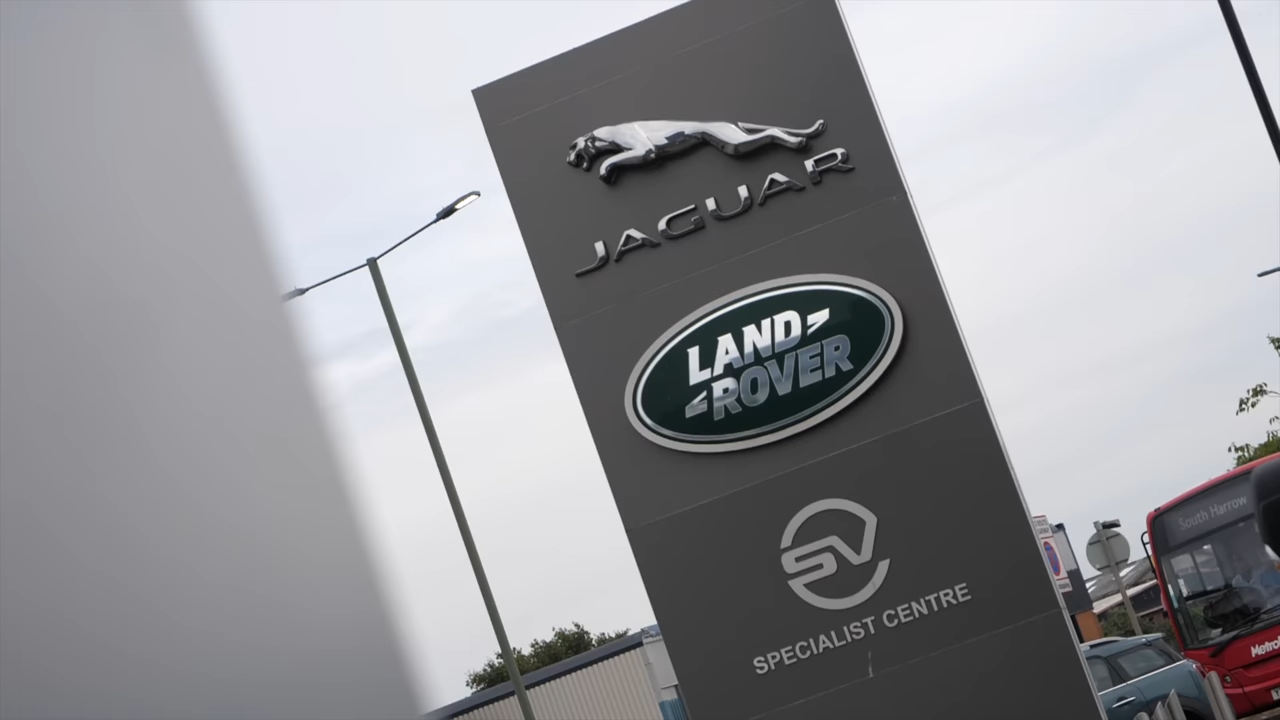 JAGUAR
LAND
ROVER
SV
SPECIALIST CENTRE
South Harrow
Metro